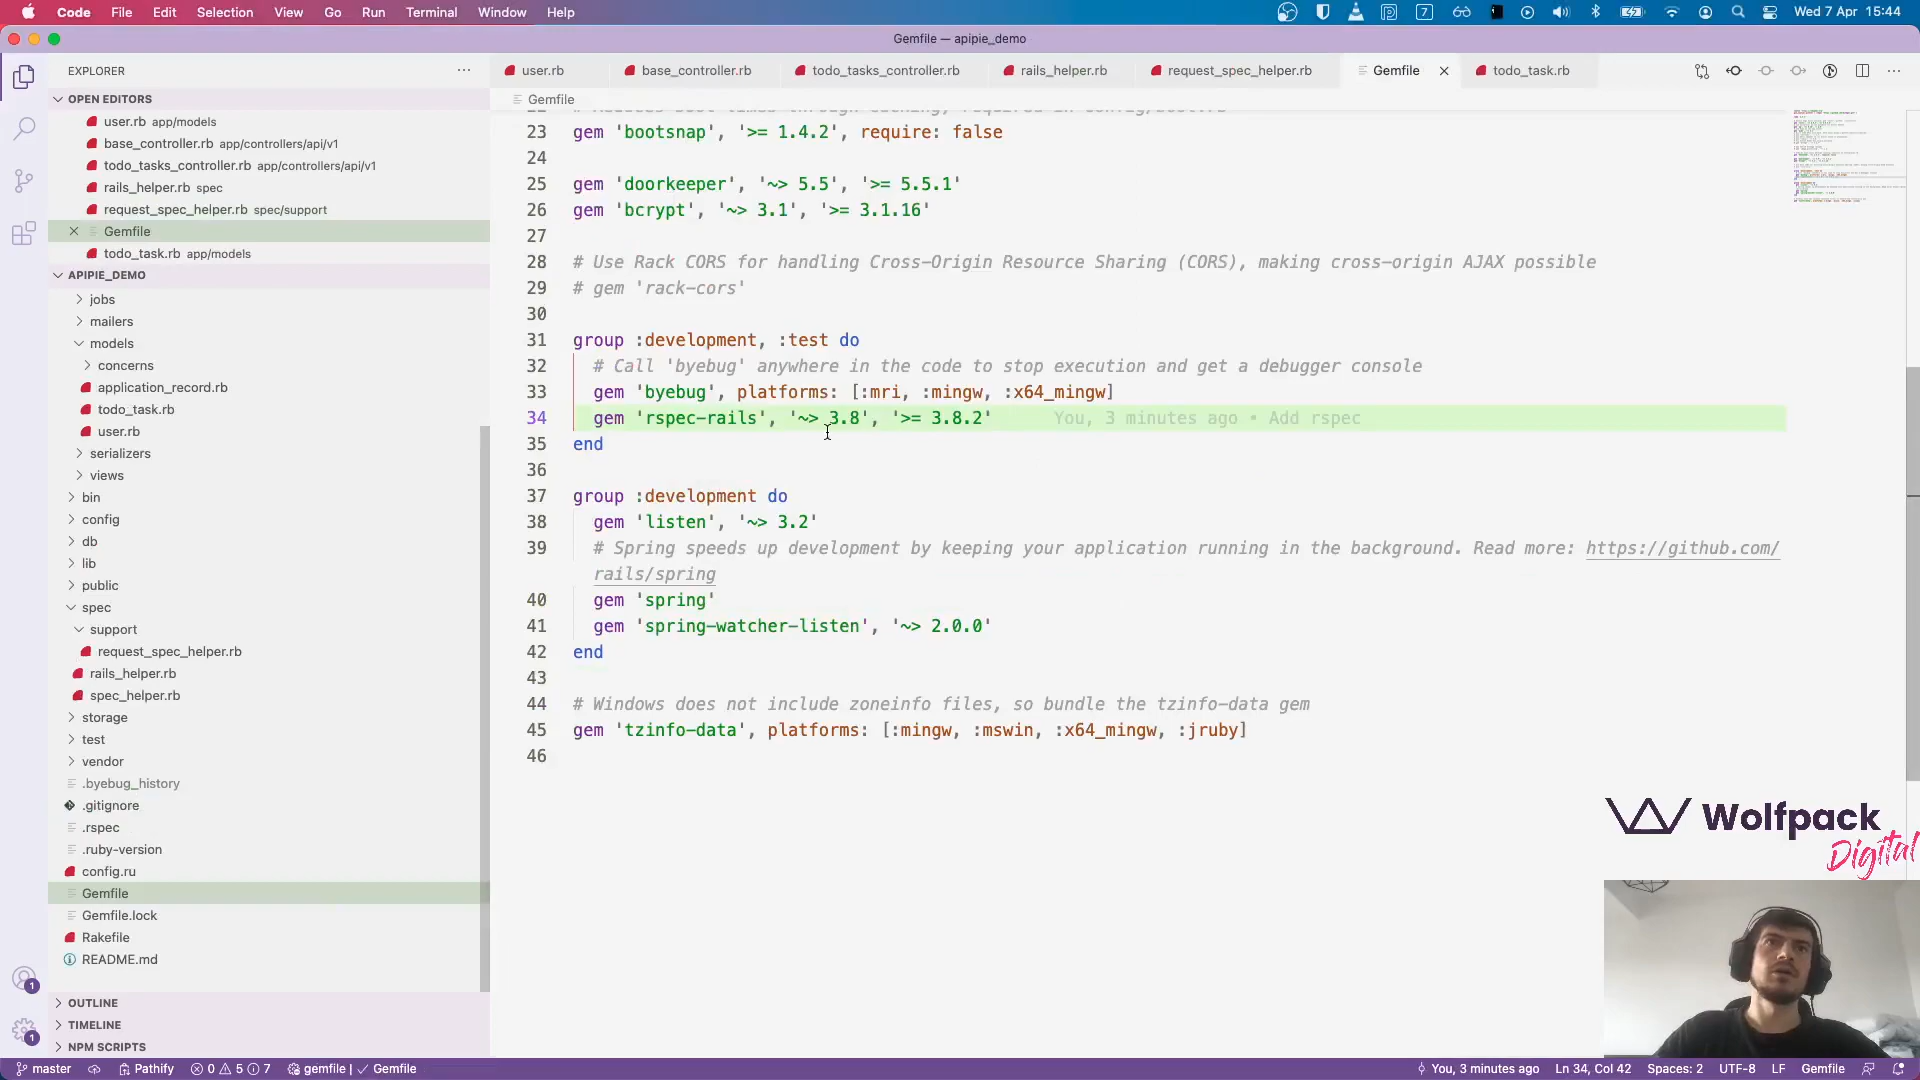 Code File Edit Selection View Go Run Terminal Window Help
7
Wed 7 Apr 15:44
Gemfile — apipie_demo
EXPLORER
user.rb base_controller.rb todo_tasks_controller.rb rails_helper.rb request_spec_helper.rb Gemfile todo_task.rb
OPEN EDITORS
Gemfile
user.rb app/models
base_controller.rb app/controllers/api/v1
todo_tasks_controller.rb app/controllers/api/v1
rails_helper.rb spec
request_spec_helper.rb spec/support
Gemfile
todo_task.rb app/models
APIPIE_DEMO
jobs
mailers
models
concerns
application_record.rb
todo_task.rb
user.rb
serializers
views
bin
config
db
lib
public
spec
support
request_spec_helper.rb
rails_helper.rb
spec_helper.rb
storage
test
vendor
.byebug_history
.gitignore
.rspec
.ruby-version
config.ru
Gemfile
Gemfile.lock
Rakefile
README.md
OUTLINE
TIMELINE
NPM SCRIPTS
1
1
23 gem 'bootsnap', '>= 1.4.2', require: false
24
25 gem 'doorkeeper', '~> 5.5', '>= 5.5.1'
26 gem 'bcrypt', '~> 3.1', '>= 3.1.16'
27
28 # Use Rack CORS for handling Cross-Origin Resource Sharing (CORS), making cross-origin AJAX possible
29 # gem 'rack-cors'
30
31 group :development, :test do
32 # Call 'byebug' anywhere in the code to stop execution and get a debugger console
33 gem 'byebug', platforms: [:mri, :mingw, :x64_mingw]
34 gem 'rspec-rails', '~> 3.8', '>= 3.8.2' You, 3 minutes ago • Add rspec
35 end
36
37 group :development do
38 gem 'listen', '~> 3.2'
39 # Spring speeds up development by keeping your application running in the background. Read more: https://github.com/
rails/spring
40 gem 'spring'
41 gem 'spring-watcher-listen', '~> 2.0.0'
42 end
43
44 # Windows does not include zoneinfo files, so bundle the tzinfo-data gem
45 gem 'tzinfo-data', platforms: [:mingw, :mswin, :x64_mingw, :jruby]
46
Wolfpack
Digital
master Pathify 0 5 7 gemfile | ✓ Gemfile You, 3 minutes ago Ln 34, Col 42 Spaces: 2 UTF-8 LF Gemfile